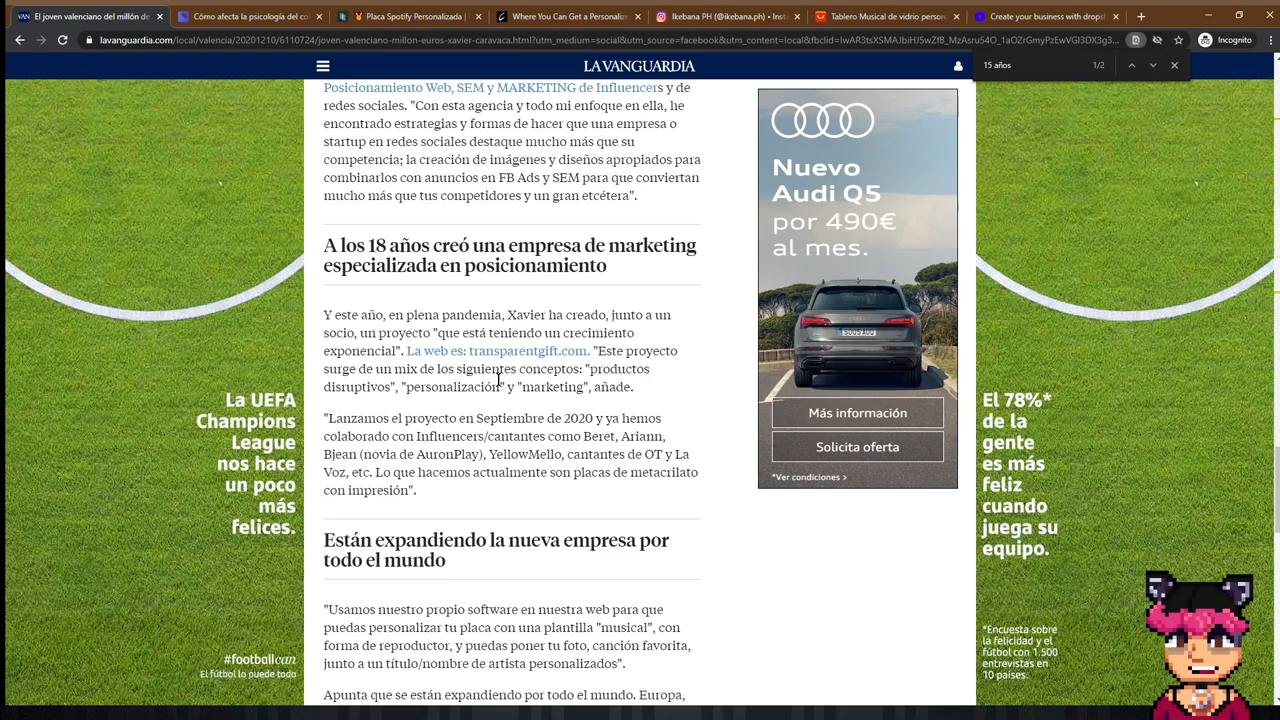 El joven valenciano del millón de e
Cómo afecta la psicología del co
Placa Spotify Personalizada |
Where You Can Get a Personalize
Ikebana PH (@ikebana.ph) • Inst
Tablero Musical de vidrio person
Create your business with dropsh
lavanguardia.com/local/valencia/20201210/6110724/joven-valenciano-millon-euros-xavier-caravaca.html?utm_medium=social&utm_source=facebook&utm_content=local&fbclid=
Incognito
15 años
1/2
LA VANGUARDIA
Posicionamiento Web, SEM y MARKETING de Influencers y de
redes sociales. "Con esta agencia y todo mi enfoque en ella, he
encontrado estrategias y formas de hacer que una empresa o
startup en redes sociales destaque mucho más que su
competencia; la creación de imágenes y diseños apropiados para
combinarlos con anuncios en FB Ads y SEM para que conviertan
mucho más que tus competidores y un gran etcétera".
A los 18 años creó una empresa de marketing
especializada en posicionamiento
Y este año, en plena pandemia, Xavier ha creado, junto a un
socio, un proyecto "que está teniendo un crecimiento
exponencial". La web es: transparentgift.com. "Este proyecto
surge de un mix de los siguientes conceptos: "productos
disruptivos", "personalización" y "marketing", añade.
"Lanzamos el proyecto en Septiembre de 2020 y ya hemos
colaborado con Influencers/cantantes como Beret, Ariann,
Bjean (novia de AuronPlay), YellowMello, cantantes de OT y La
Voz, etc. Lo que hacemos actualmente son placas de metacrilato
con impresión".
Están expandiendo la nueva empresa por
todo el mundo
"Usamos nuestro propio software en nuestra web para que
puedas personalizar tu placa con una plantilla "musical", con
forma de reproductor, y puedas poner tu foto, canción favorita,
junto a un título/nombre de artista personalizados".
Apunta que se están expandiendo por todo el mundo. Europa,
Nuevo
Audi Q5
por 490€
al mes.
Más información
Solicita oferta
*Ver condiciones >
La UEFA
Champions
League
nos hace
un poco
más
felices.
#footballcan
El fútbol lo puede todo
El 78%*
de la
gente
es más
feliz
cuando
juega su
equipo.
*Encuesta sobre
la felicidad y el
fútbol con 1.500
entrevistas en
10 países.